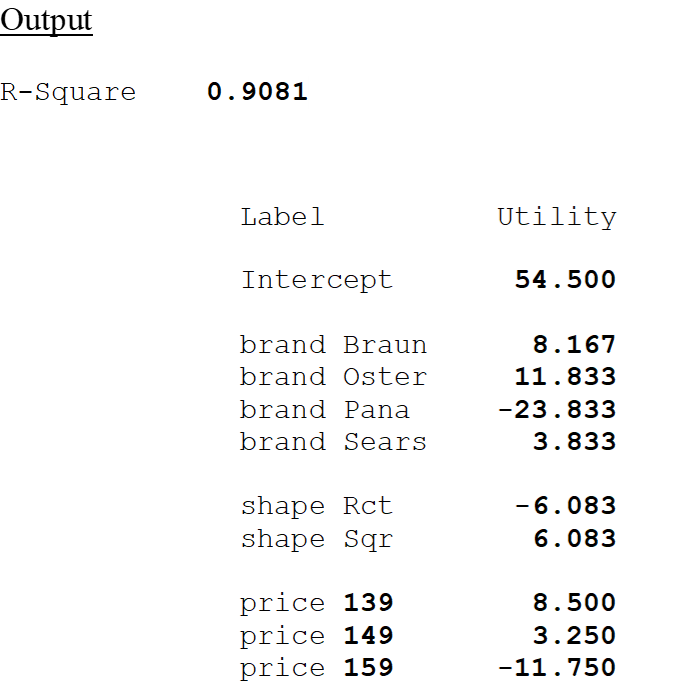 Output
R-Square 0.9081
Label Utility
Intercept 54.500
brand Braun 8.167
brand Oster 11.833
brand Pana -23.833
brand Sears 3.833
shape Rct -6.083
shape Sqr 6.083
price 139 8.500
price 149 3.250
price 159 -11.750